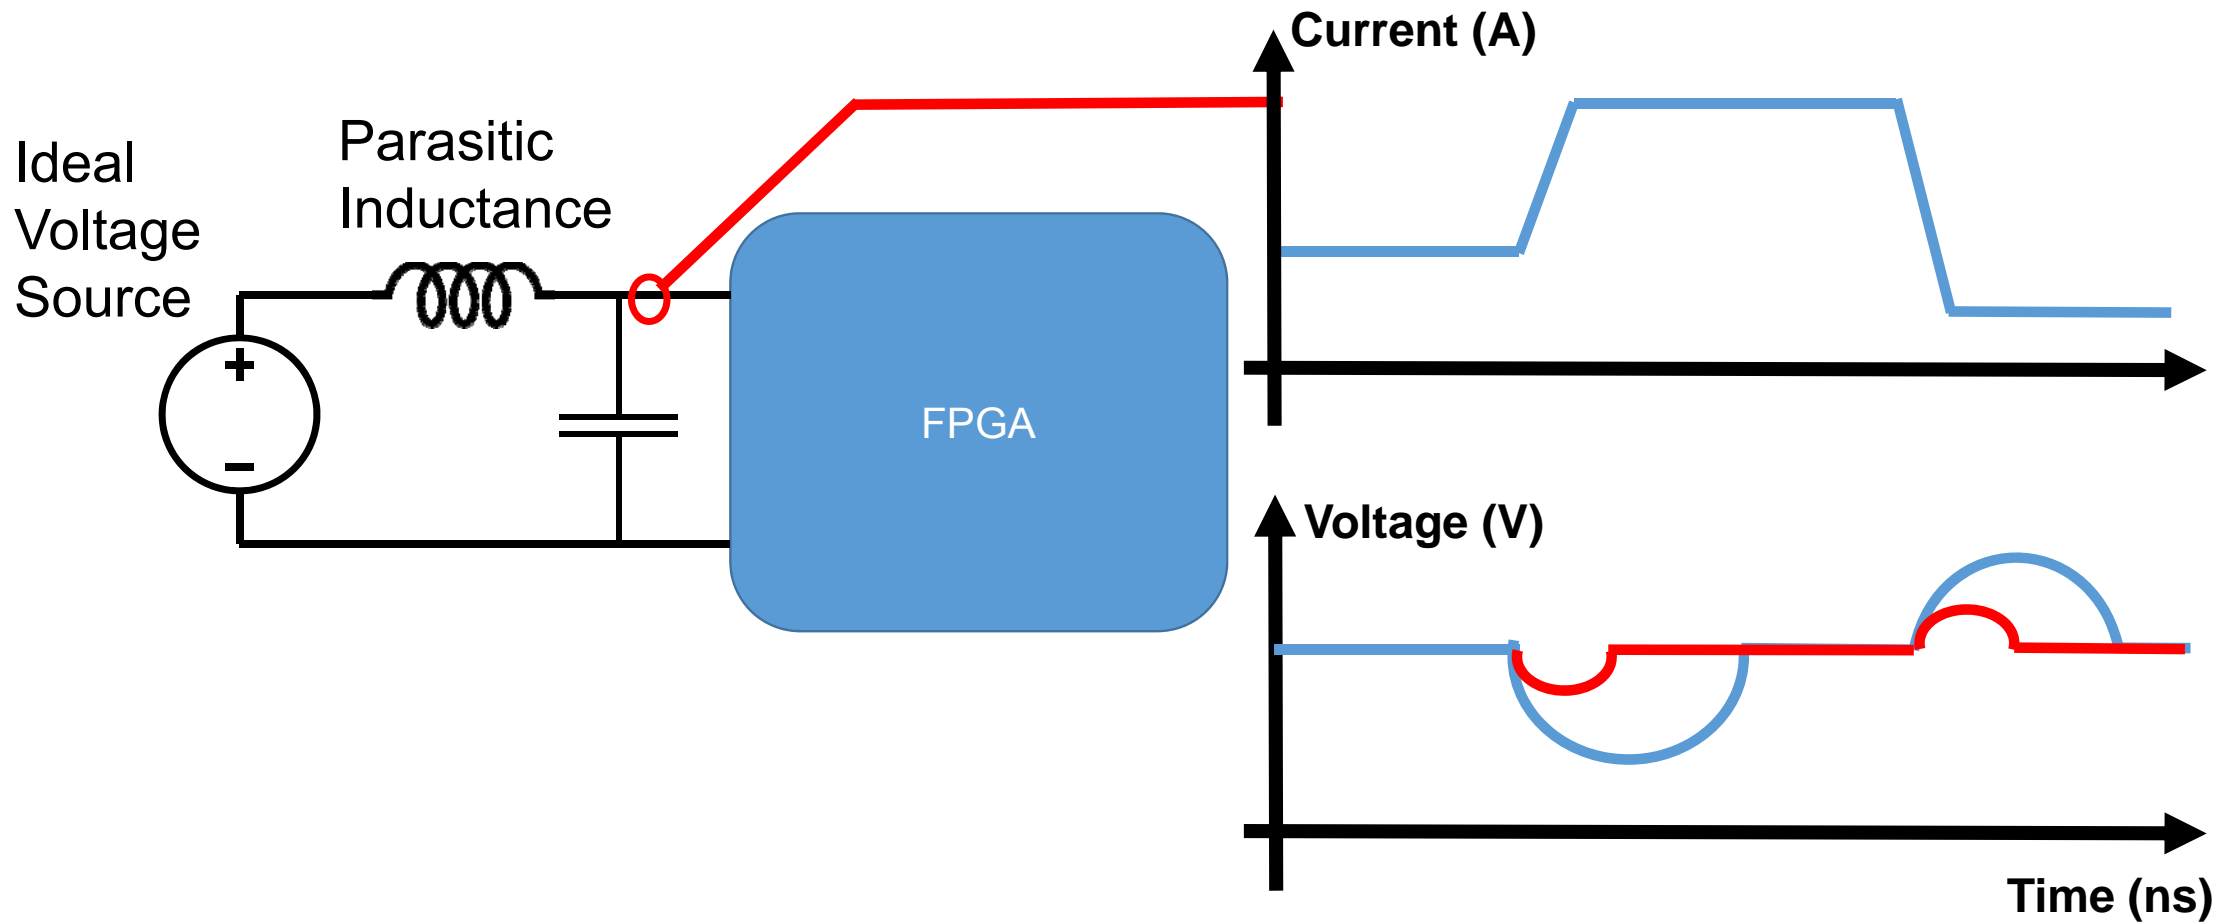 Ideal
Voltage
Source
Parasitic
Inductance
+
−
FPGA
Current (A)
Voltage (V)
Time (ns)